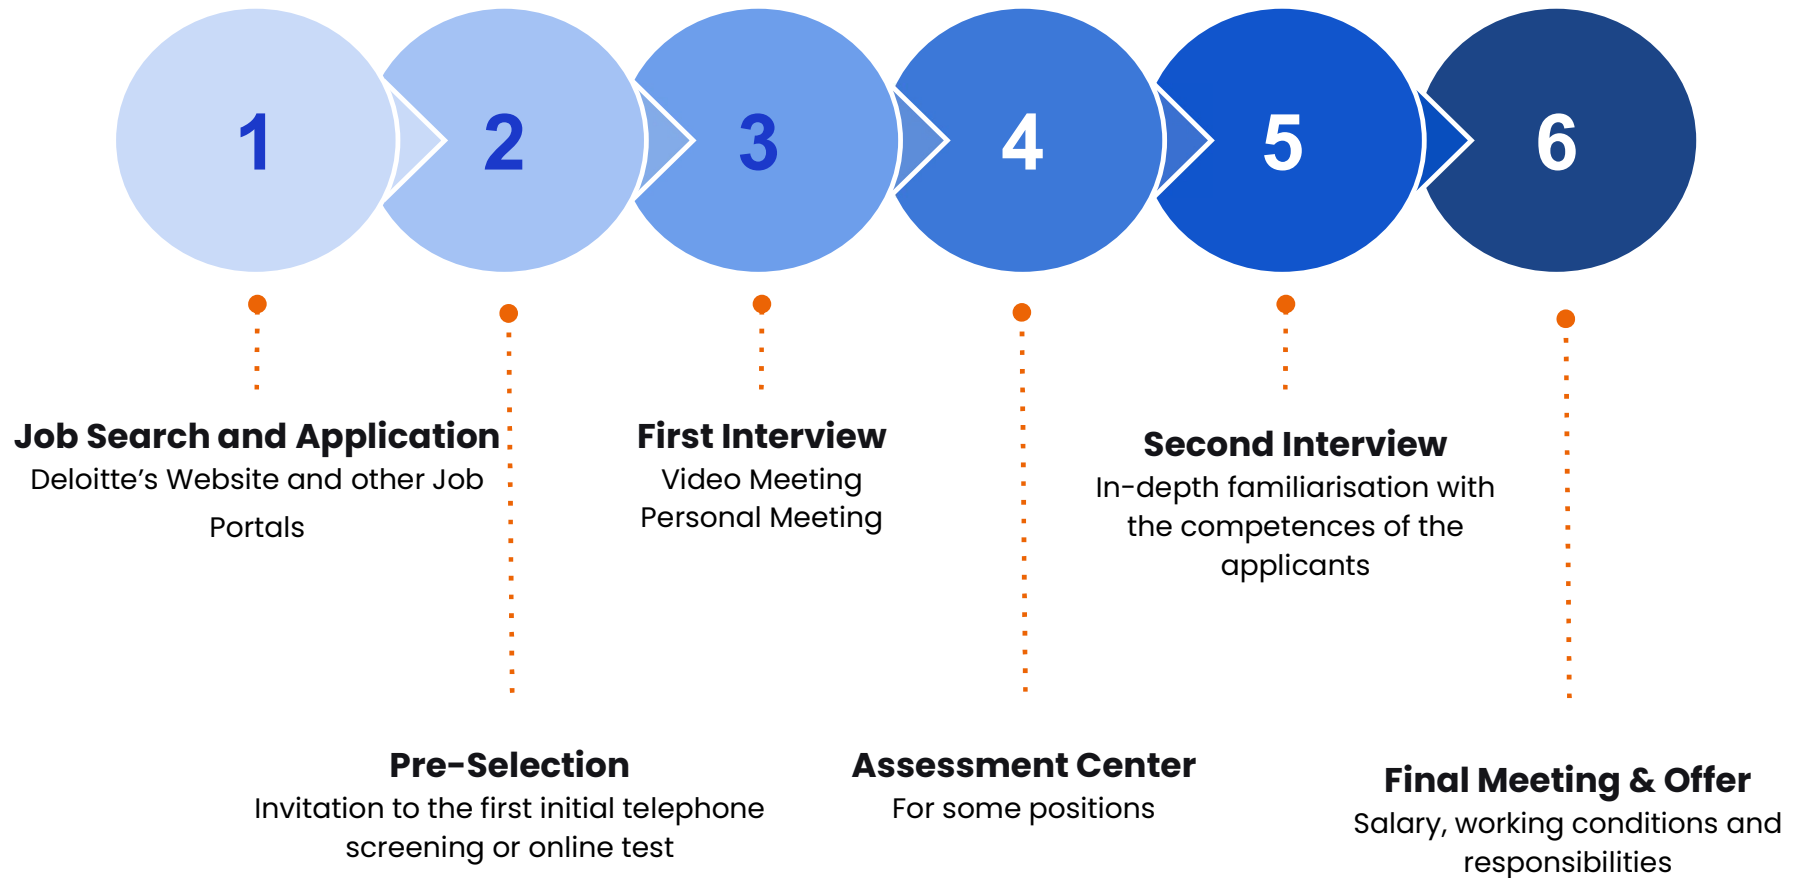 1
2
3
4
5
6
Job Search and Application
Deloitte’s Website and other Job
Portals
Pre-Selection
Invitation to the first initial telephone
screening or online test
First Interview
Video Meeting
Personal Meeting
Assessment Center
For some positions
Second Interview
In-depth familiarisation with
the competences of the
applicants
Final Meeting & Offer
Salary, working conditions and
responsibilities